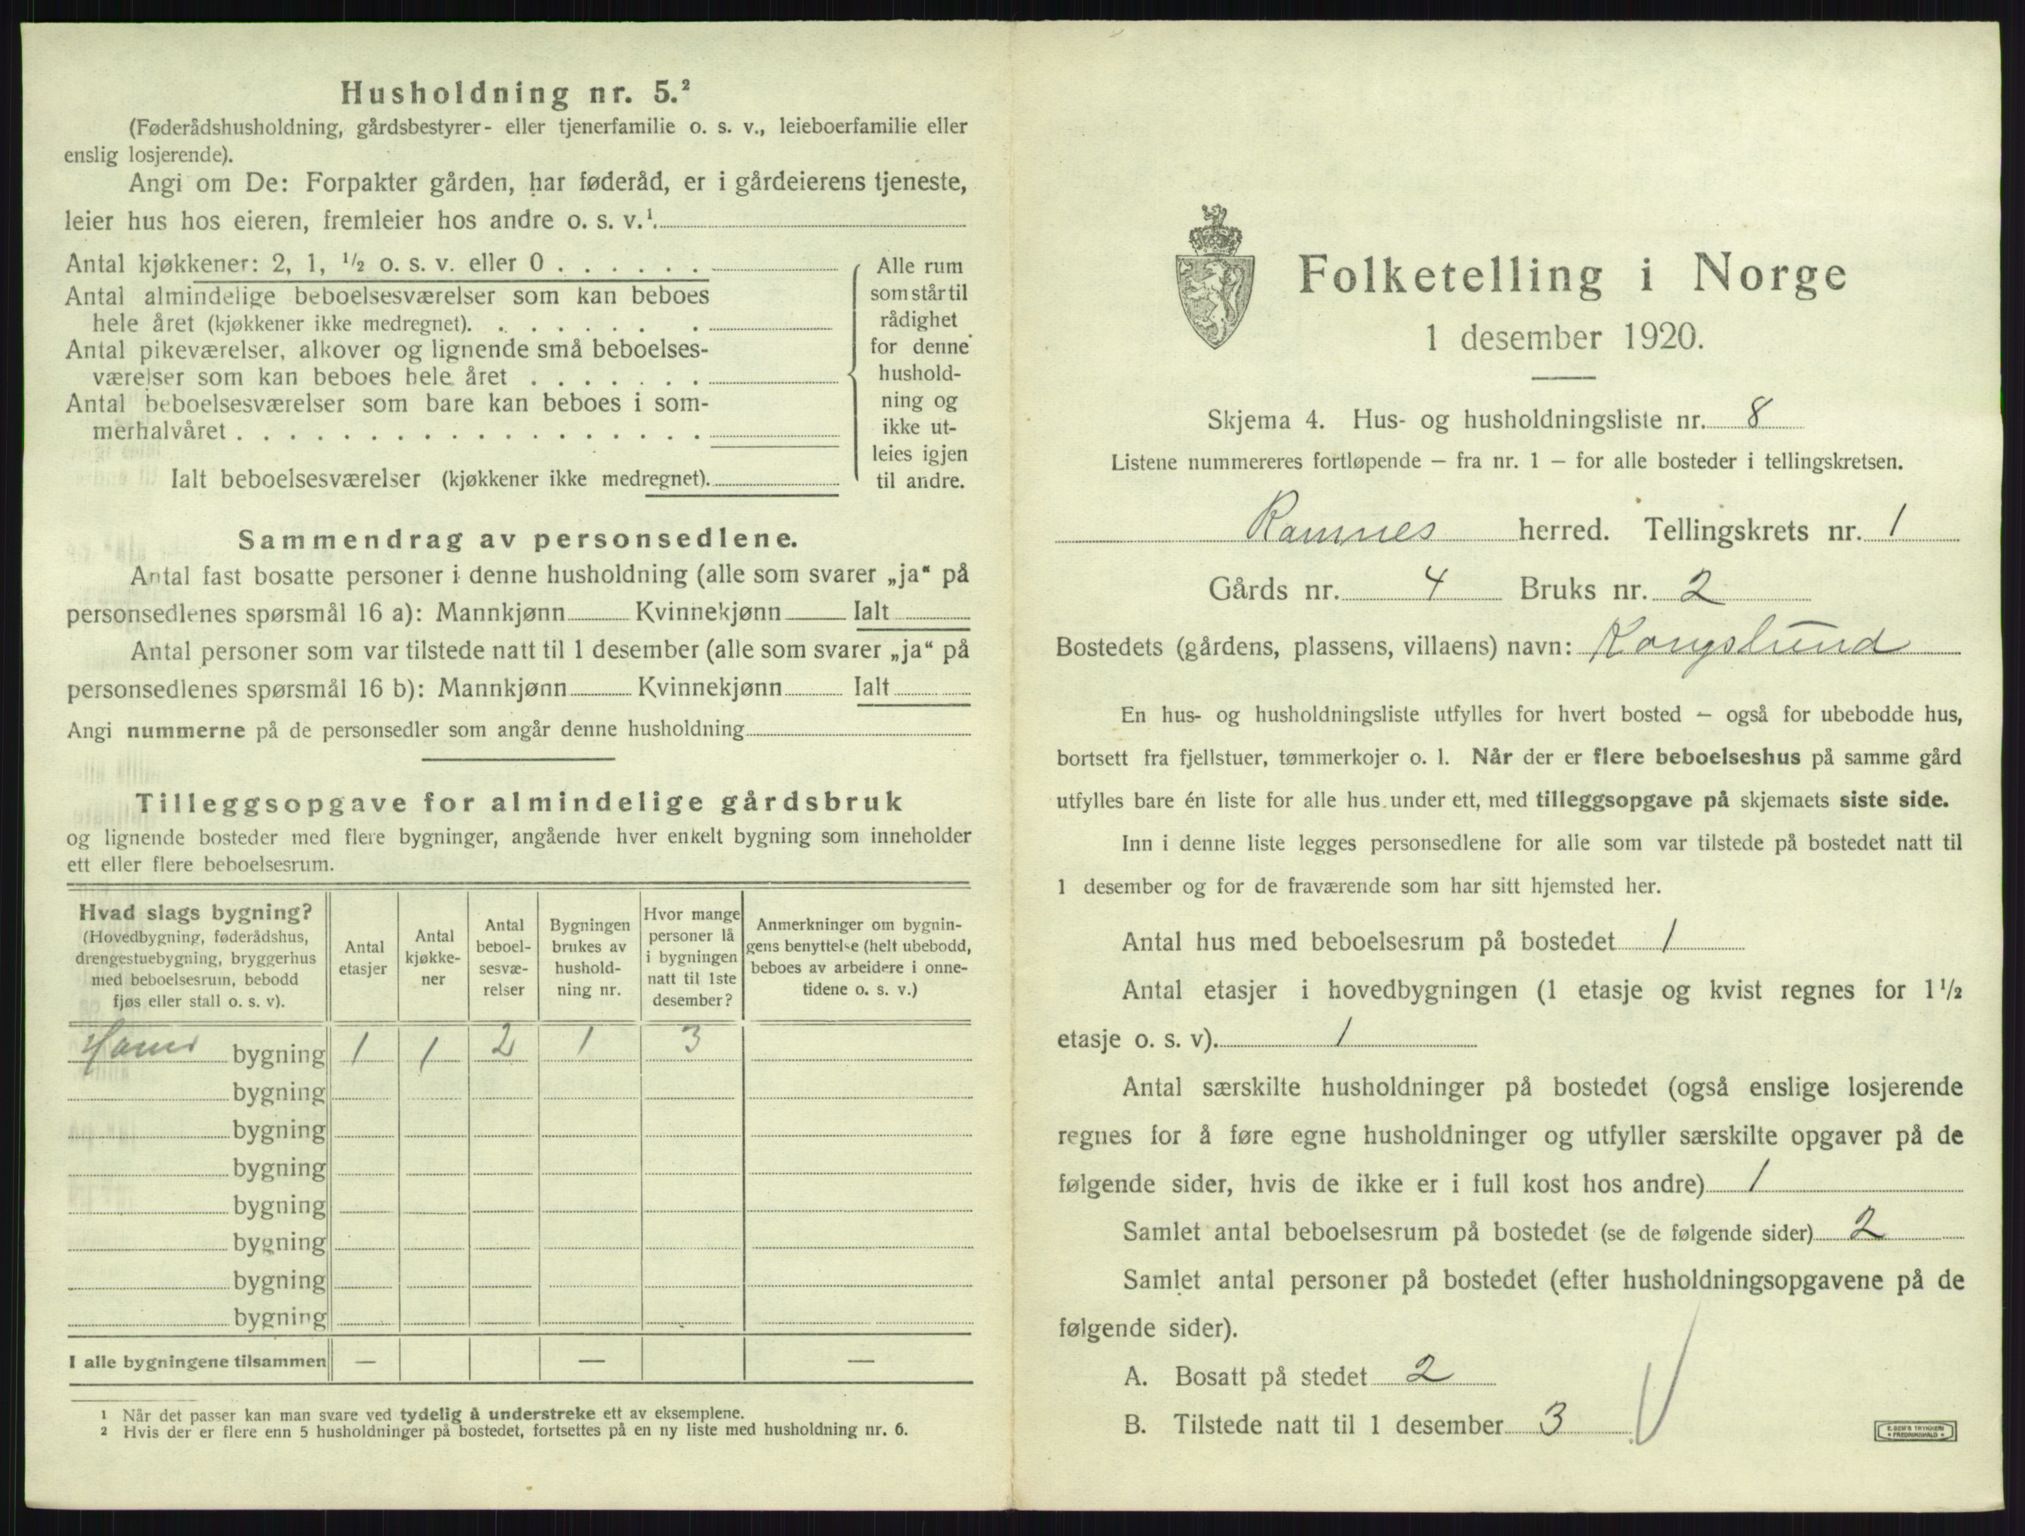 Husholdning nr. 5.²
(Føderådshusholdning, gårdsbestyrer- eller tjenerfamilie o. s. v., leieboerfamilie eller
enslig losjerende).
Angi om De: Forpakter gården, har føderåd, er i gårdeierens tjeneste,
leier hus hos eieren, fremleier hos andre o. s. v.¹
Antal kjøkkener: 2, 1, ½ o. s. v. eller 0 . . . . . .
Antal almindelige beboelsesværelser som kan beboes
hele året (kjøkkener ikke medregnet). . . . . . . .
Antal pikeværelser, alkover og lignende små beboelses-
værelser som kan beboes hele året . . . . . . .
Antal beboelsesværelser som bare kan beboes i som-
merhalvåret . . . . . . . . . . . . . . . . . .
Ialt beboelsesværelser (kjøkkener ikke medregnet).
Alle rum
som står til
rådighet
for denne
hushold-
ning og
ikke ut-
leies igjen
til andre.
Sammendrag av personsedlene.
Antal fast bosatte personer i denne husholdning (alle som svarer „ja“ på
personsedlenes spørsmål 16 a): Mannkjønn Kvinnekjønn Ialt
Antal personer som var tilstede natt til 1 desember (alle som svarer „ja“ på
personsedlenes spørsmål 16 b): Mannkjønn Kvinnekjønn Ialt
Angi nummerne på de personsedler som angår denne husholdning
Tilleggsopgave for almindelige gårdsbruk
og lignende bosteder med flere bygninger, angående hver enkelt bygning som inneholder
ett eller flere beboelsesrum.
Hvad slags bygning?
(Hovedbygning, føderådshus,
drengestuebygning, bryggerhus
med beboelsesrum, bebodd
fjøs eller stall o. s. v).
Antal
etasjer
Antal
kjøkke-
ner
Antal
beboel-
sesvæ-
relser
Bygningen
brukes av
hushold-
ning nr.
Hvor mange
personer lå
i bygningen
natt til 1ste
desember?
Anmerkninger om bygnin-
gens benyttelse (helt ubebodd,
beboes av arbeidere i onne-
tidene o. s. v.)
bygning 1 1 2 1 3
bygning
bygning
bygning
bygning
bygning
bygning
bygning
I alle bygningene tilsammen — — —
¹ Når det passer kan man svare ved tydelig å understreke ett av eksemplene.
² Hvis der er flere enn 5 husholdninger på bostedet, fortsettes på en ny liste med husholdning nr. 6.
Folketelling i Norge
1 desember 1920.
Skjema 4. Hus- og husholdningsliste nr. 8
Listene nummereres fortløpende – fra nr. 1 – for alle bosteder i tellingskretsen.
Ramnes herred. Tellingskrets nr. 1
Gårds nr. 4 Bruks nr. 2
Bostedets (gårdens, plassens, villaens) navn: Kongslund
En hus- og husholdningsliste utfylles for hvert bosted – også for ubebodde hus,
bortsett fra fjellstuer, tømmerkojer o. l. Når der er flere beboelseshus på samme gård
utfylles bare én liste for alle hus under ett, med tilleggsopgave på skjemaets siste side.
Inn i denne liste legges personsedlene for alle som var tilstede på bostedet natt til
1 desember og for de fraværende som har sitt hjemsted her.
Antal hus med beboelsesrum på bostedet 1
Antal etasjer i hovedbygningen (1 etasje og kvist regnes for 1½
etasje o. s. v). 1
Antal særskilte husholdninger på bostedet (også enslige losjerende
regnes for å føre egne husholdninger og utfyller særskilte opgaver på de
følgende sider, hvis de ikke er i full kost hos andre) 1
Samlet antal beboelsesrum på bostedet (se de følgende sider) 2
Samlet antal personer på bostedet (efter husholdningsopgavene på de
følgende sider).
A. Bosatt på stedet 2
B. Tilstede natt til 1 desember 3